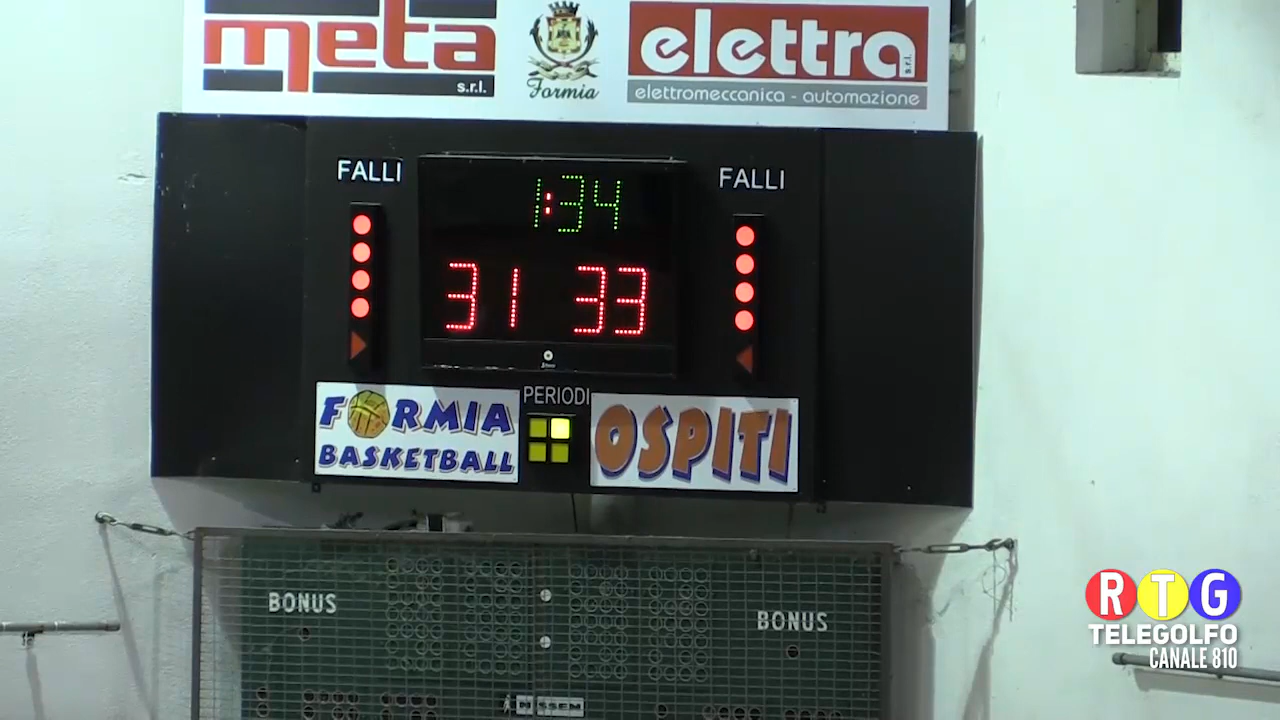 meta
s.r.l.
Formia
elettra
s.r.l.
elettromeccanica - automazione
FALLI
FALLI
1:34
31 33
PERIODI
FORMIA
BASKETBALL
OSPITI
BONUS
BONUS
NISSEM
RTG
TELEGOLFO
CANALE 810